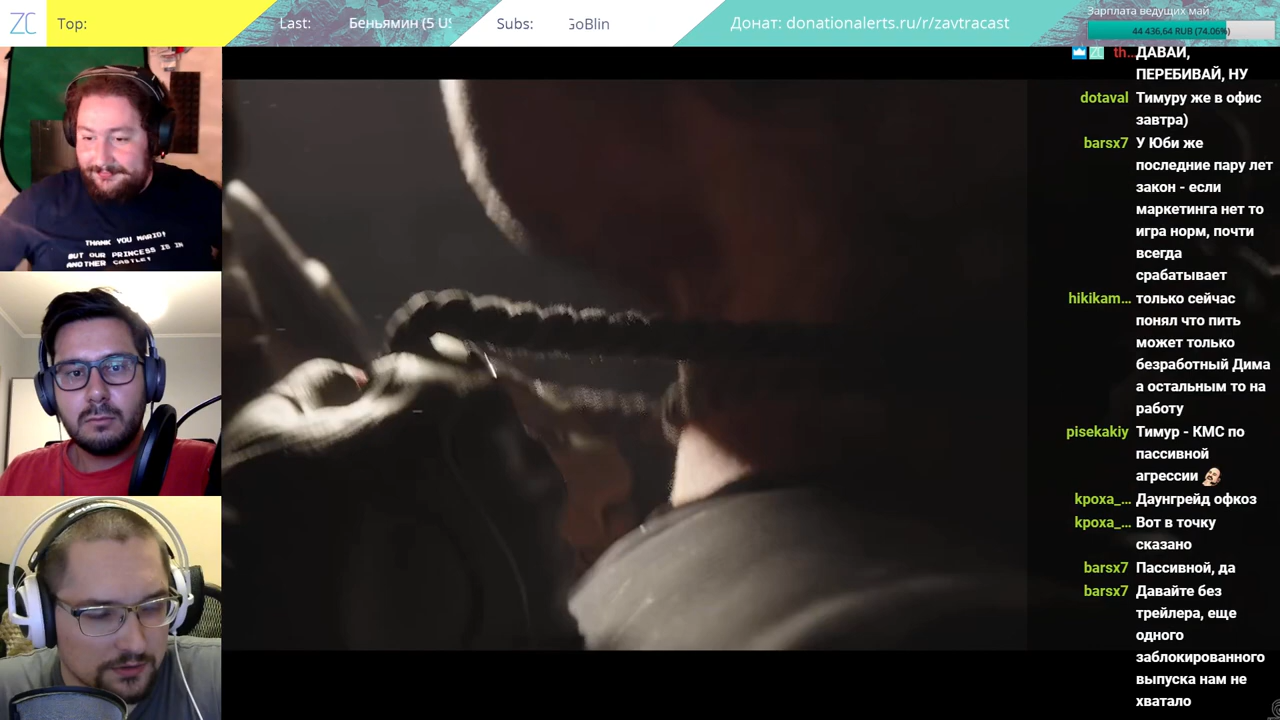 ZC
Top:
Last:
Беньямин (5 US
Subs:
GoBlin
Донат: donationalerts.ru/r/zavtracast
Зарплата ведущих май
44 436,64 RUB (74.06%)
THANK YOU MARIO!
BUT OUR PRINCESS IS IN
ANOTHER CASTLE!
ZC th... ДАВАЙ,
ПЕРЕБИВАЙ, НУ
dotaval Тимуру же в офис
завтра)
barsx7 У Юби же
последние пару лет
закон - если
маркетинга нет то
игра норм, почти
всегда
срабатывает
hikikam... только сейчас
понял что пить
может только
безработный Дима
а остальным то на
работу
pisekakiy Тимур - КМС по
пассивной
агрессии
kpoxa_... Даунгрейд офкоз
kpoxa_... Вот в точку
сказано
barsx7 Пассивной, да
barsx7 Давайте без
трейлера, еще
одного
заблокированного
выпуска нам не
хватало